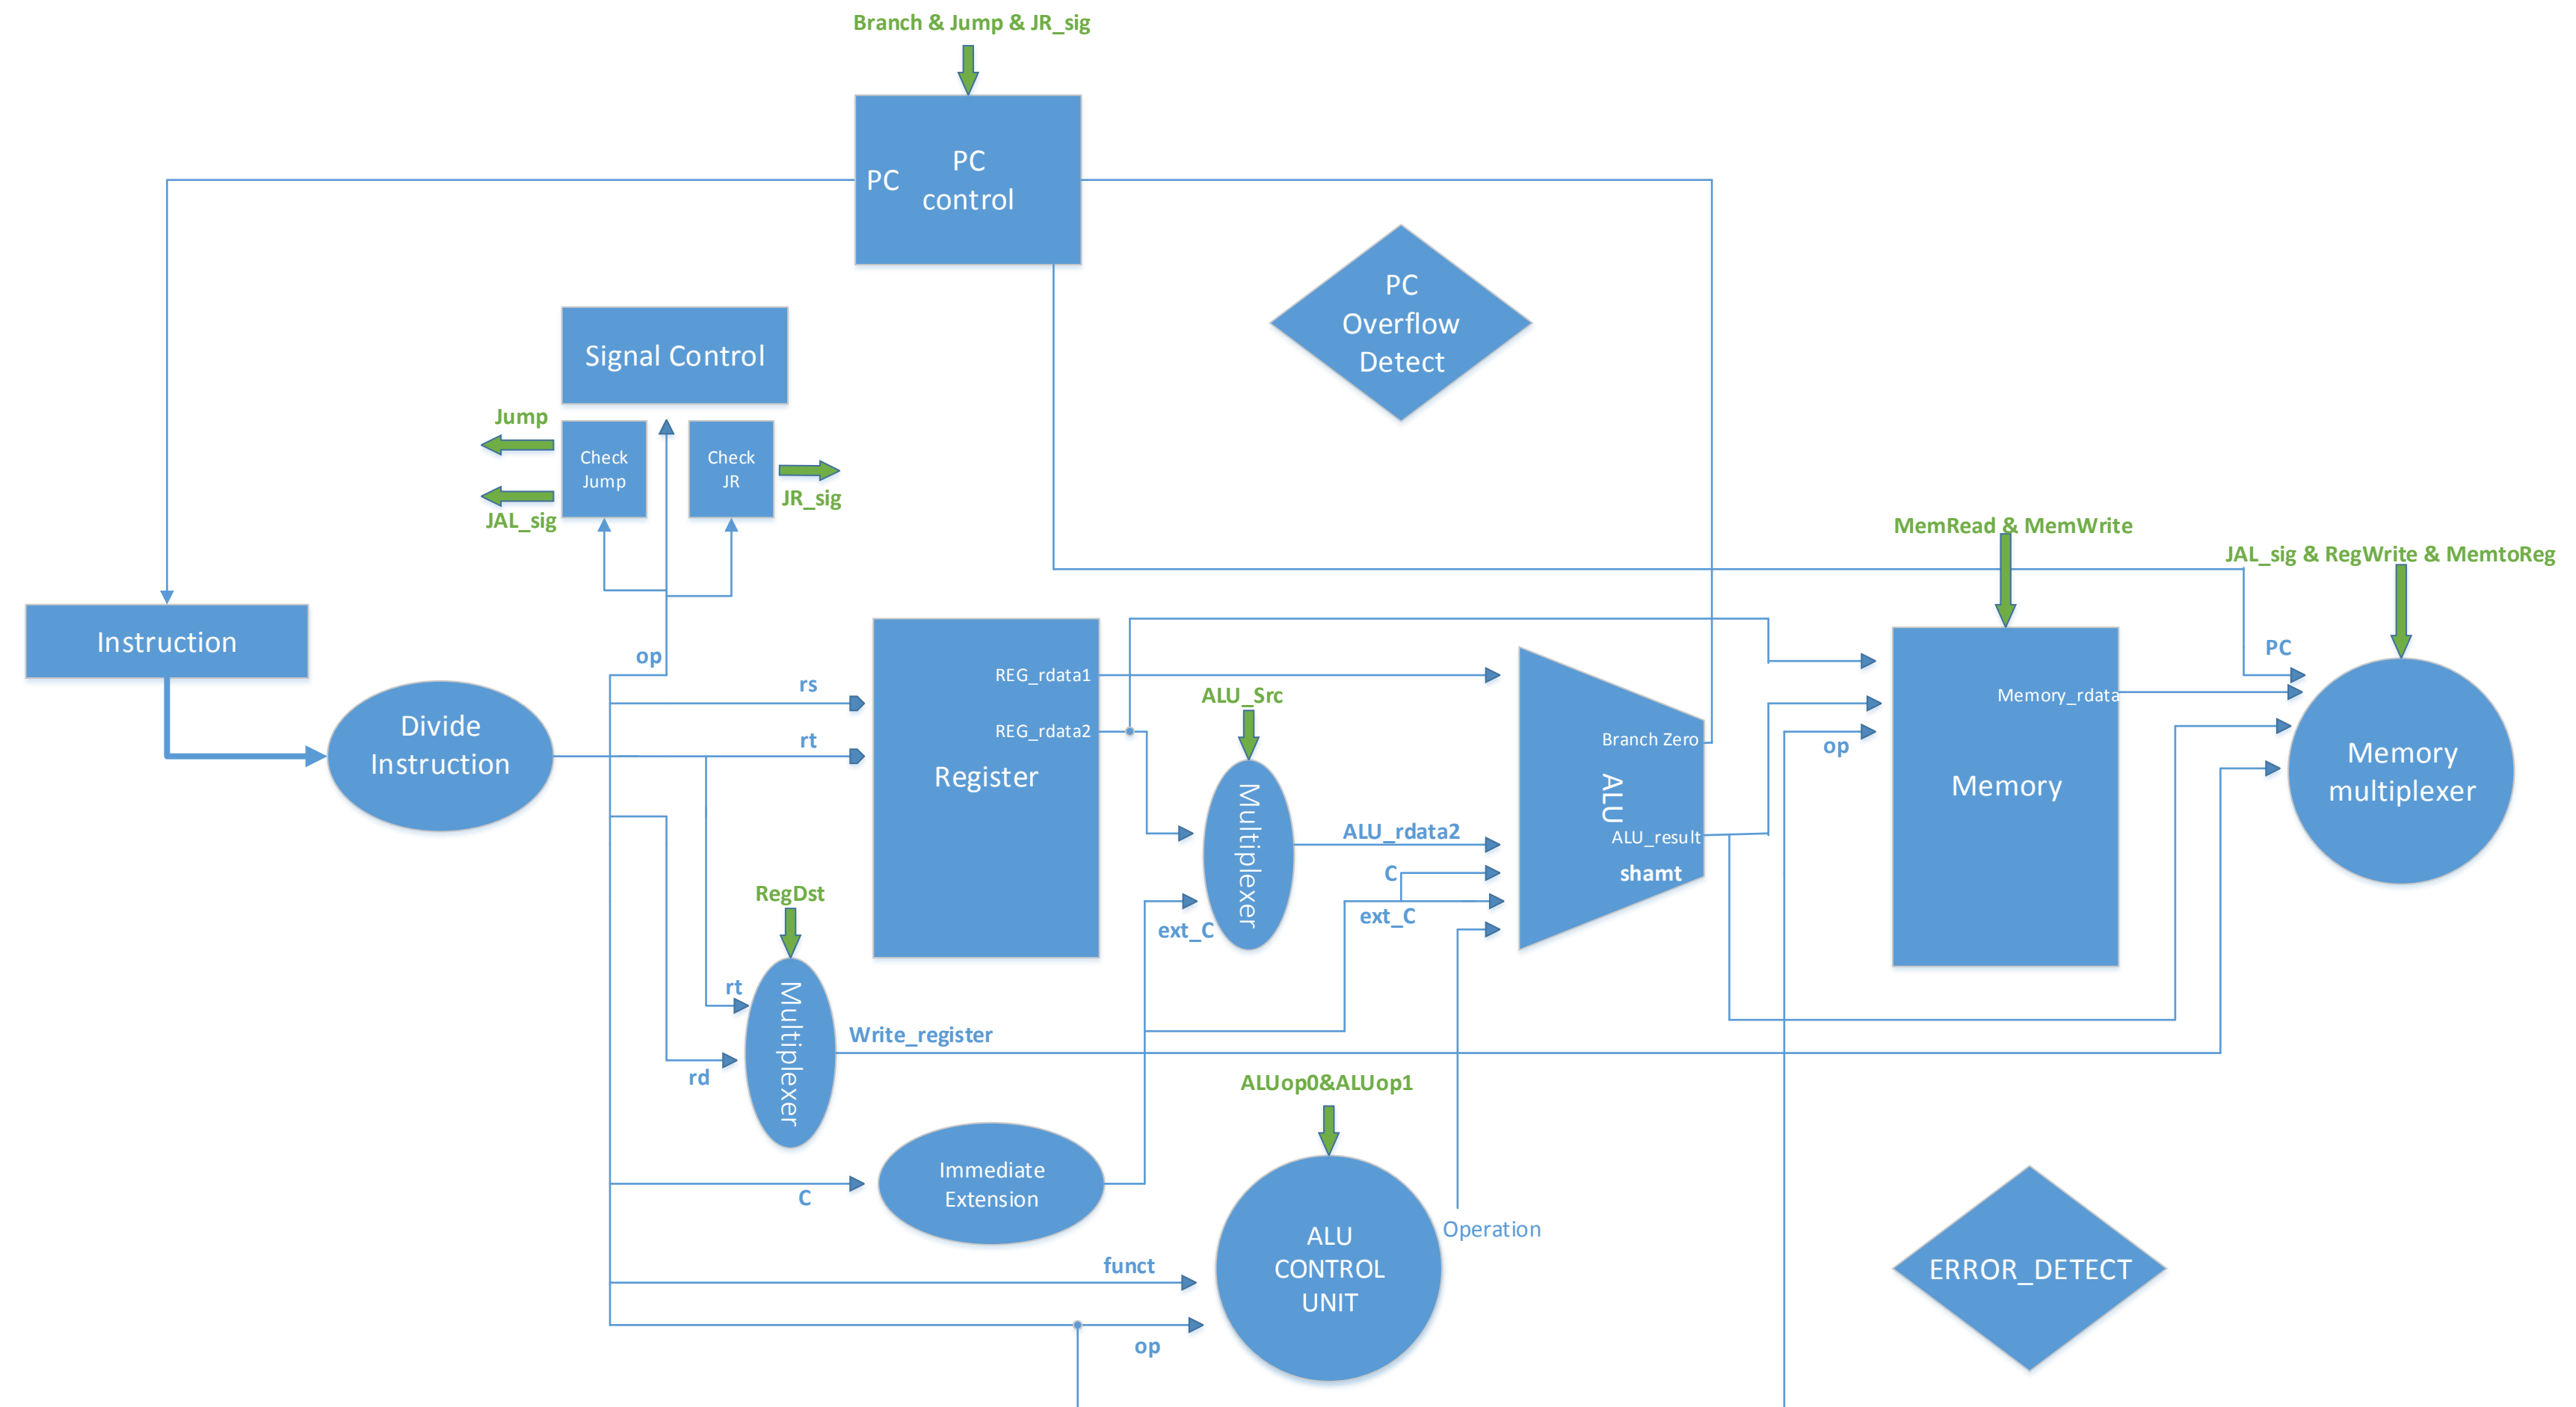 Branch & Jump & JR_sig
PC
PC
control
PC
Overflow
Detect
Signal Control
Jump
JAL_sig
Check
Jump
Check
JR
JR_sig
MemRead & MemWrite
JAL_sig & RegWrite & MemtoReg
Instruction
op
Divide
Instruction
rs
rt
REG_rdata1
REG_rdata2
Register
ALU_Src
Multiplexer
ALU_rdata2
C
ext_C
ext_C
Branch Zero
ALU
ALU_result
shamt
op
Memory_rdata
Memory
PC
Memory
multiplexer
RegDst
rt
rd
Multiplexer
Write_register
ALUop0&ALUop1
C
Immediate
Extension
funct
op
ALU
CONTROL
UNIT
Operation
ERROR_DETECT